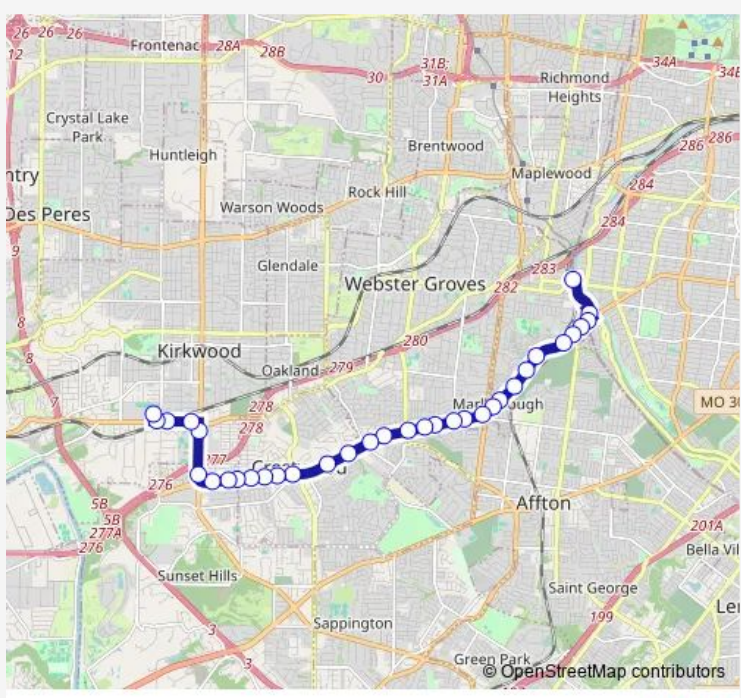 26 26 26
Frontenac 28A 28B
12
31B;
31A
30
34A
34B
Richmond
Heights
Crystal Lake
Park
Huntleigh
Brentwood
286 286
ntry
Maplewood
284
Rock Hill
Des Peres
Warson Woods
284
9
Glendale
283
Webster Groves
282
8
8
Kirkwood
280
Oakland 279
7
278
278
MO 30
277
276
5B
5B
277A
276
Affton
201A
Bella Vil
Sunset Hills
Saint George
Le
3
199
Sappington
3
Green Park
© OpenStreetMap contributors